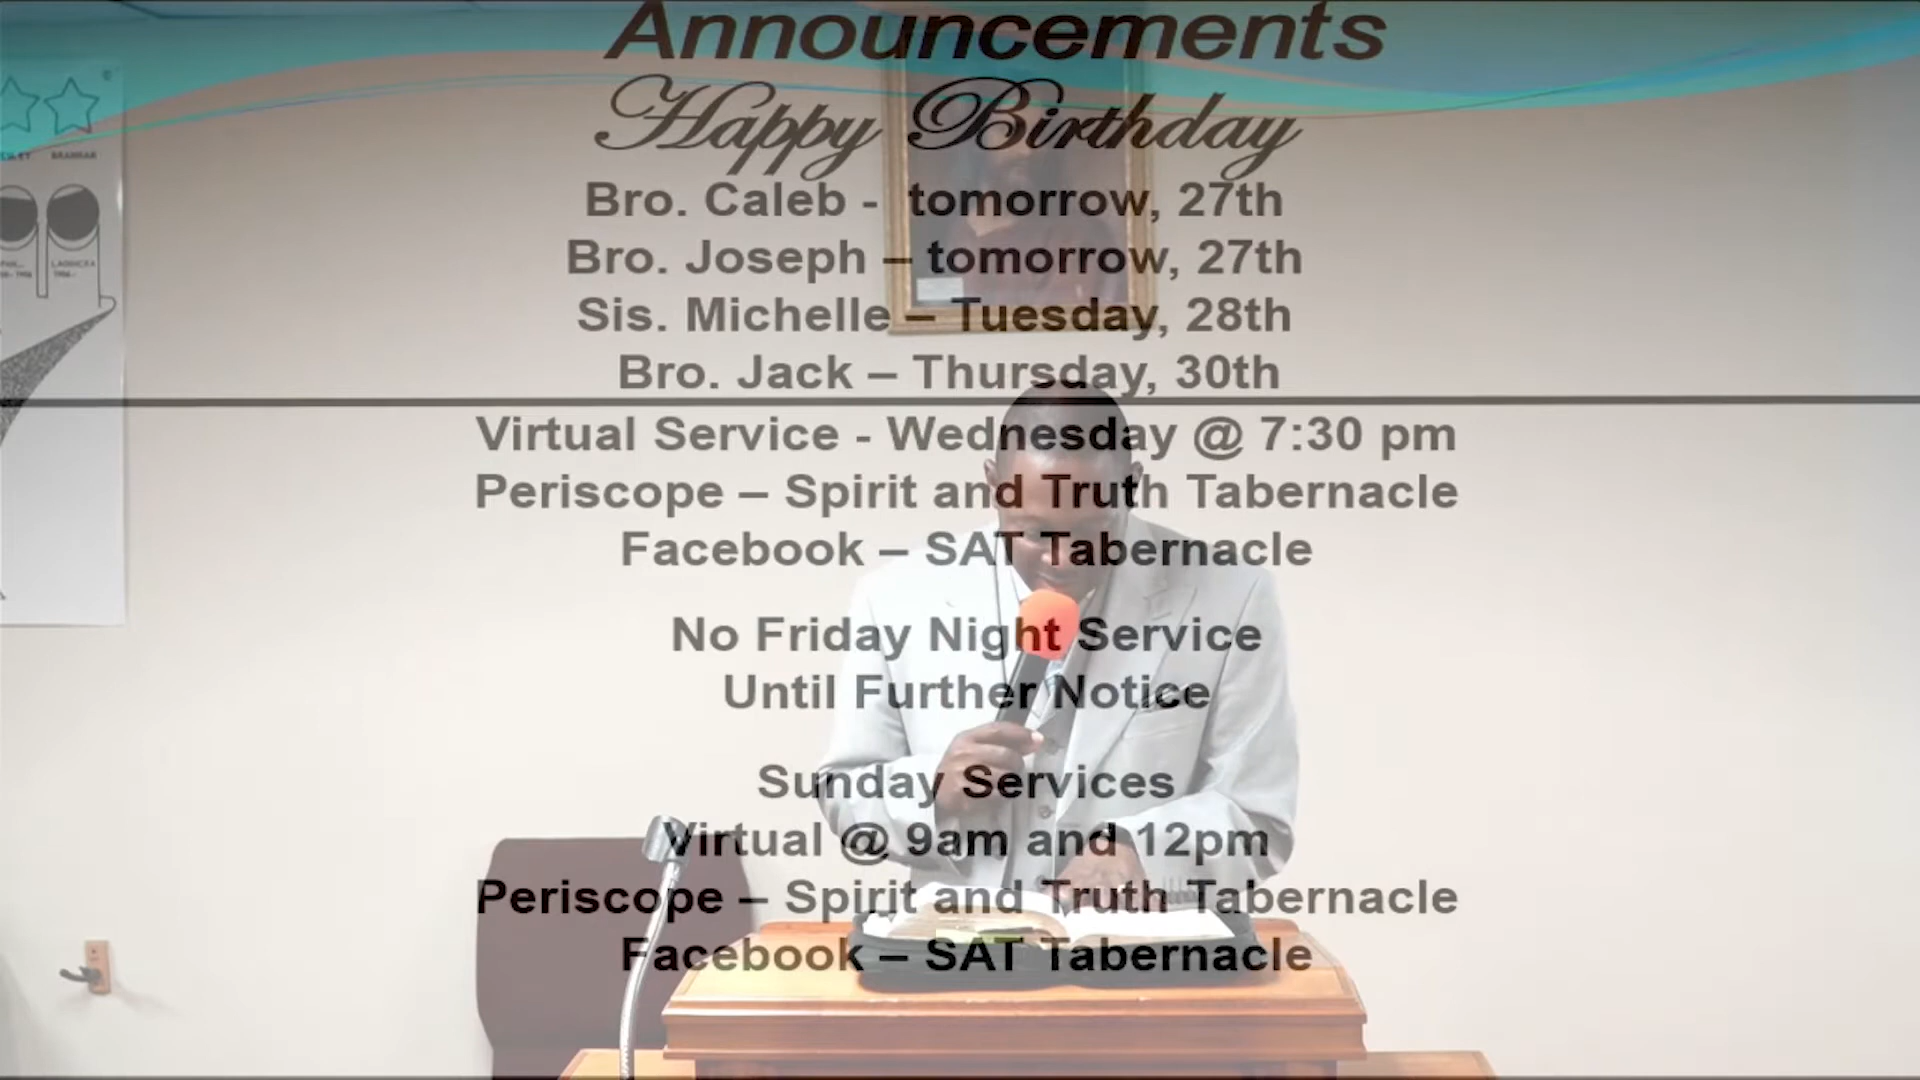 Announcements
Happy Birthday
Bro. Caleb - tomorrow, 27th
Bro. Joseph – tomorrow, 27th
Sis. Michelle – Tuesday, 28th
Bro. Jack – Thursday, 30th
Virtual Service - Wednesday @ 7:30 pm
Periscope – Spirit and Truth Tabernacle
Facebook – SAT Tabernacle
No Friday Night Service
Until Further Notice
Sunday Services
Virtual @ 9am and 12pm
Periscope – Spirit and Truth Tabernacle
Facebook – SAT Tabernacle
BRANHAM
LAODICEA